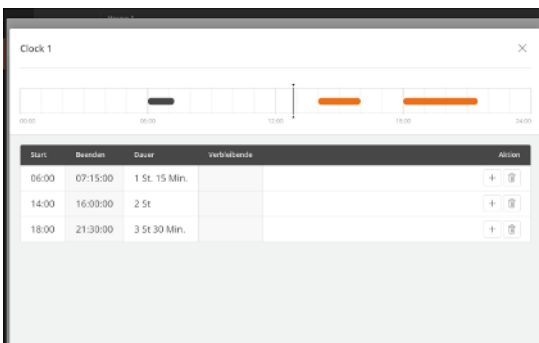 Clock 1
00:00 06:00 12:00 18:00 24:00
Start Beenden Dauer Verbleibende Aktion
06:00 07:15:00 1 St. 15 Min.
14:00 16:00:00 2 St
18:00 21:30:00 3 St 30 Min.